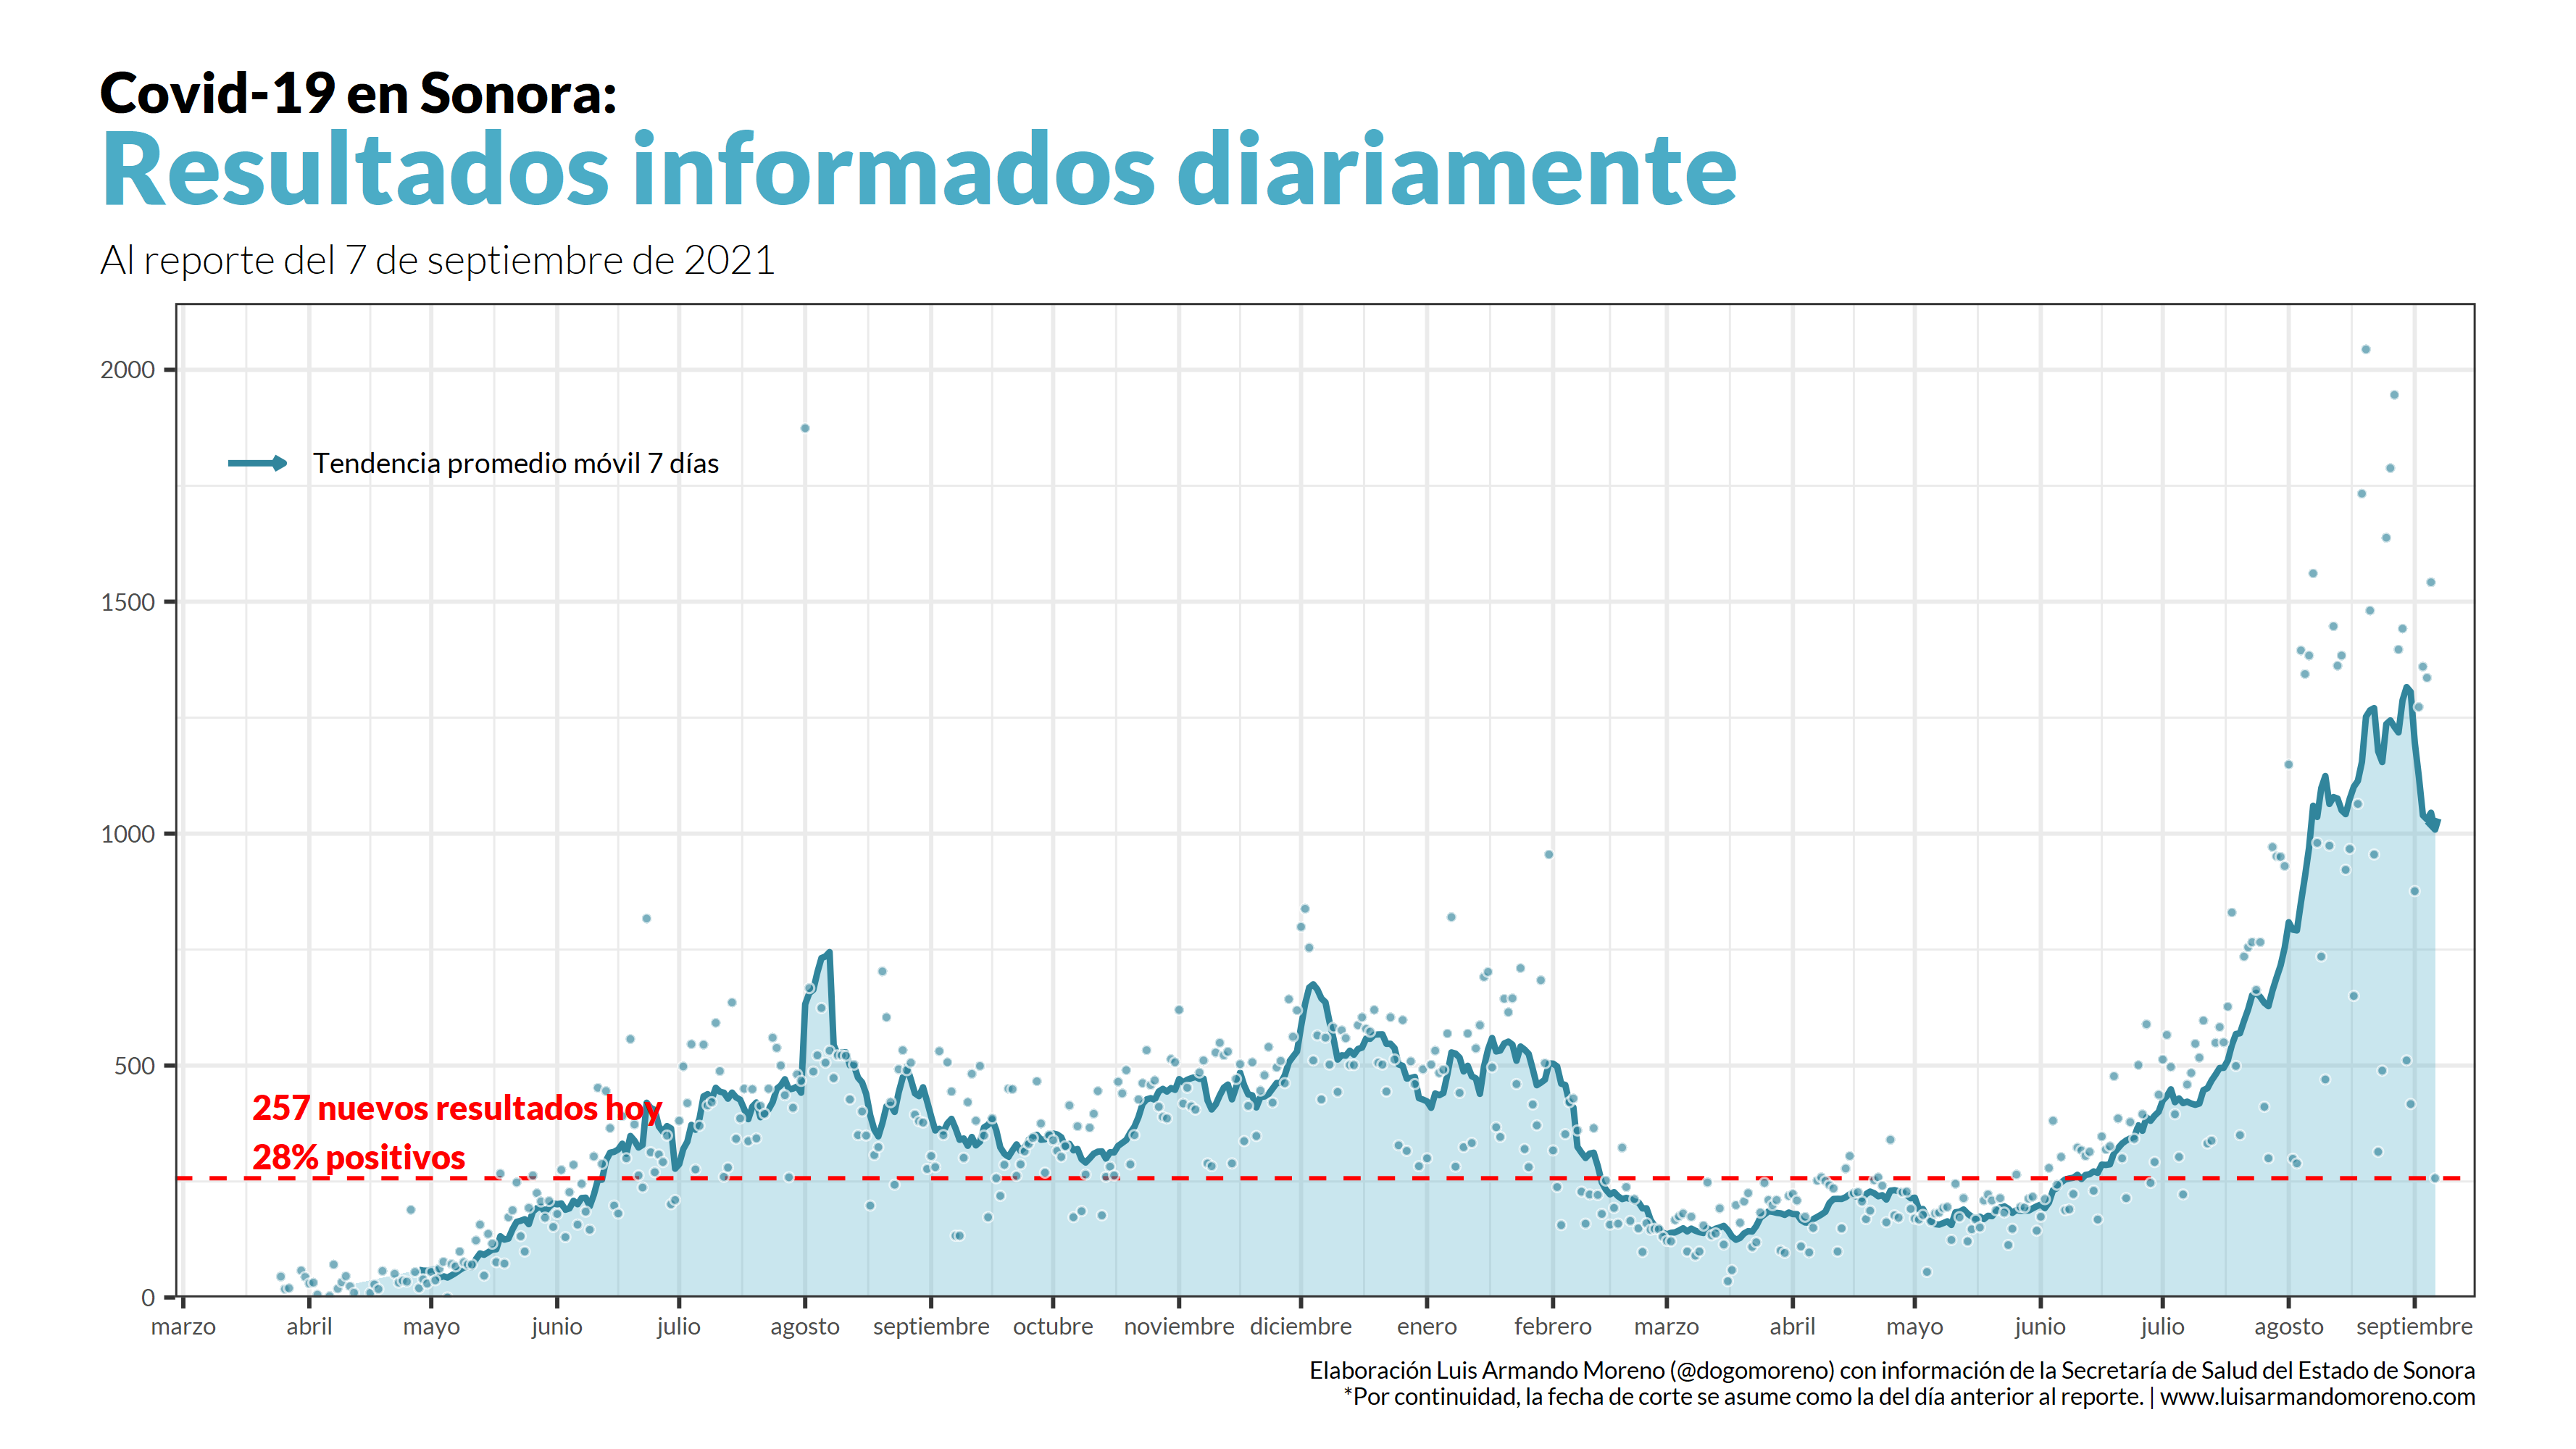 Covid-19 en Sonora:
Resultados informados diariamente
Al reporte del 7 de septiembre de 2021
2000
Tendencia promedio móvil 7 días
1500
1000
500
257 nuevos resultados hoy
28% positivos
0
marzo abril mayo junio julio agosto septiembre octubre noviembre diciembre enero febrero marzo abril mayo junio julio agosto septiembre
Elaboración Luis Armando Moreno (@dogomoreno) con información de la Secretaría de Salud del Estado de Sonora
*Por continuidad, la fecha de corte se asume como la del día anterior al reporte. | www.luisarmandomoreno.com